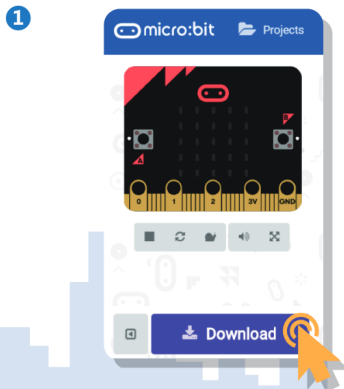 1
micro:bit Projects
B
A
0 1 2 3V GND
Download